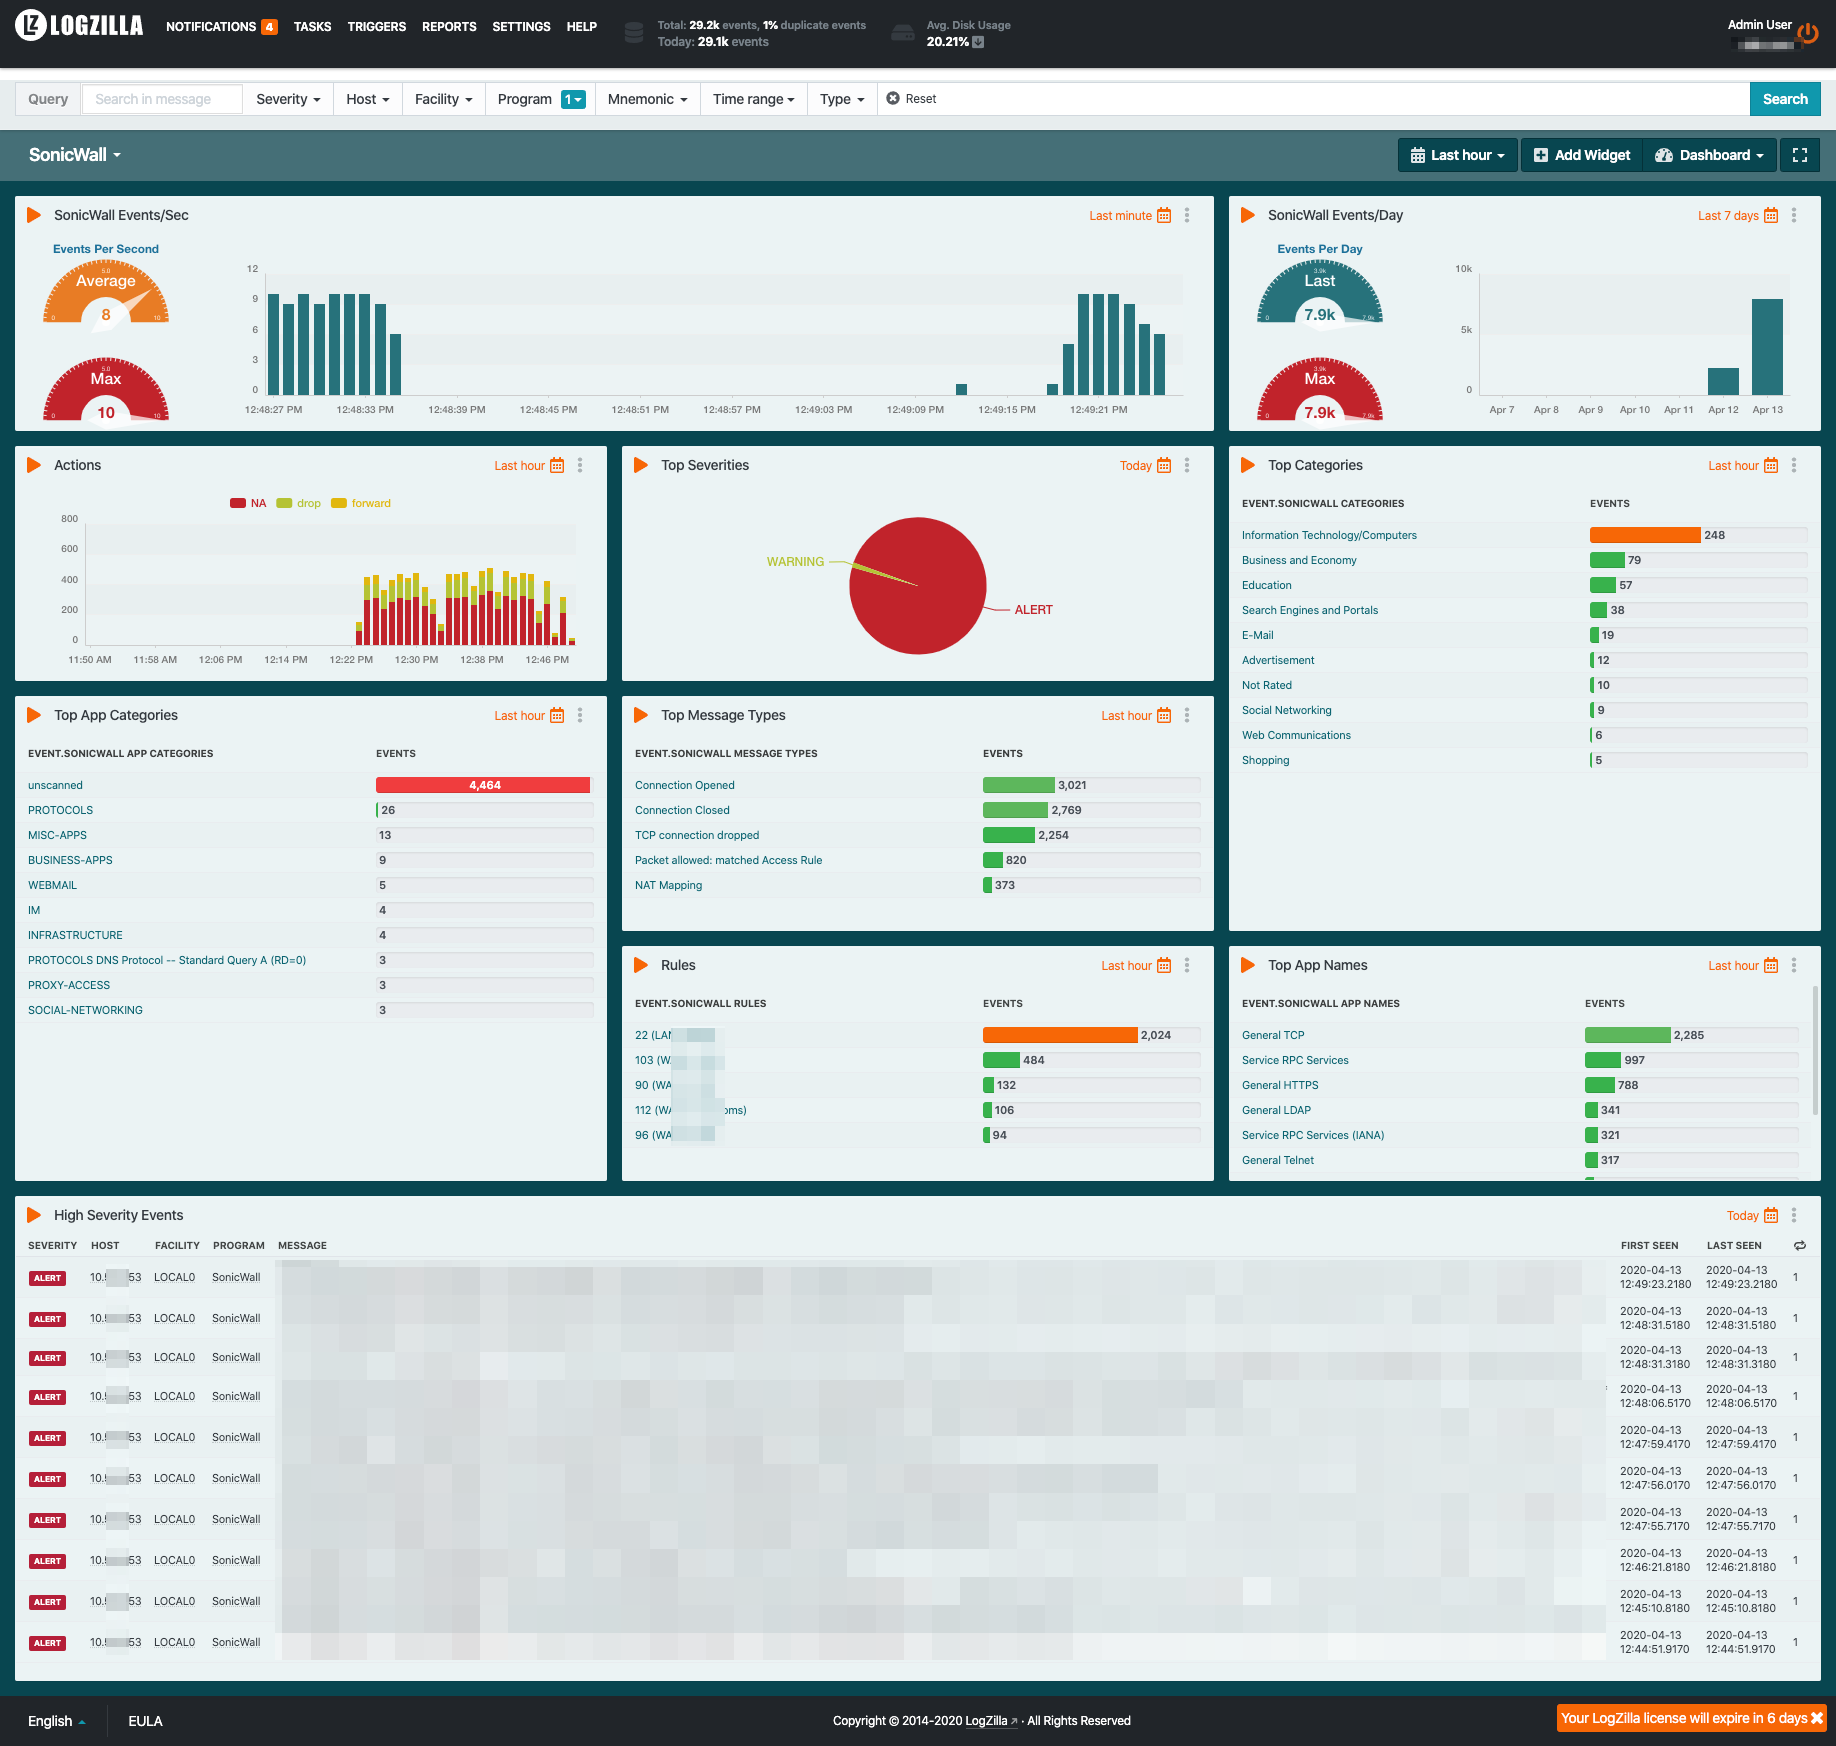 LOGZILLA
NOTIFICATIONS 4 TASKS TRIGGERS REPORTS SETTINGS HELP
Total: 29.2k events, 1% duplicate events
Today: 29.1k events
Avg. Disk Usage
20.21%
Admin User
Query Search in message Severity Host Facility Program 1 Mnemonic Time range Type Reset Search
SonicWall
Last hour Add Widget Dashboard
SonicWall Events/Sec Last minute
Events Per Second
5.0
Average
8
0 10
5.0
Max
10
0 10
12
9
6
3
0
12:48:27 PM 12:48:33 PM 12:48:39 PM 12:48:45 PM 12:48:51 PM 12:48:57 PM 12:49:03 PM 12:49:09 PM 12:49:15 PM 12:49:21 PM
SonicWall Events/Day Last 7 days
Events Per Day
3.9k
Last
7.9k
0 7.9k
3.9k
Max
7.9k
0 7.9k
10k
5k
0
Apr 7 Apr 8 Apr 9 Apr 10 Apr 11 Apr 12 Apr 13
Actions Last hour
NA drop forward
800
600
400
200
0
11:50 AM 11:58 AM 12:06 PM 12:14 PM 12:22 PM 12:30 PM 12:38 PM 12:46 PM
Top Severities Today
WARNING
ALERT
Top Categories Last hour
EVENT.SONICWALL CATEGORIES EVENTS
Information Technology/Computers 248
Business and Economy 79
Education 57
Search Engines and Portals 38
E-Mail 19
Advertisement 12
Not Rated 10
Social Networking 9
Web Communications 6
Shopping 5
Top App Categories Last hour
EVENT.SONICWALL APP CATEGORIES EVENTS
unscanned 4,464
PROTOCOLS 26
MISC-APPS 13
BUSINESS-APPS 9
WEBMAIL 5
IM 4
INFRASTRUCTURE 4
PROTOCOLS DNS Protocol -- Standard Query A (RD=0) 3
PROXY-ACCESS 3
SOCIAL-NETWORKING 3
Top Message Types Last hour
EVENT.SONICWALL MESSAGE TYPES EVENTS
Connection Opened 3,021
Connection Closed 2,769
TCP connection dropped 2,254
Packet allowed: matched Access Rule 820
NAT Mapping 373
Rules Last hour
EVENT.SONICWALL RULES EVENTS
22 (LAN 2,024
103 (W 484
90 (WA 132
112 (WA oms) 106
96 (WA 94
Top App Names Last hour
EVENT.SONICWALL APP NAMES EVENTS
General TCP 2,285
Service RPC Services 997
General HTTPS 788
General LDAP 341
Service RPC Services (IANA) 321
General Telnet 317
High Severity Events Today
SEVERITY HOST FACILITY PROGRAM MESSAGE FIRST SEEN LAST SEEN
ALERT 10. 53 LOCAL0 SonicWall 2020-04-13 12:49:23.2180 2020-04-13 12:49:23.2180 1
ALERT 10. 53 LOCAL0 SonicWall 2020-04-13 12:48:31.5180 2020-04-13 12:48:31.5180 1
ALERT 10. 53 LOCAL0 SonicWall 2020-04-13 12:48:31.3180 2020-04-13 12:48:31.3180 1
ALERT 10. 53 LOCAL0 SonicWall 2020-04-13 12:48:06.5170 2020-04-13 12:48:06.5170 1
ALERT 10. 53 LOCAL0 SonicWall 2020-04-13 12:47:59.4170 2020-04-13 12:47:59.4170 1
ALERT 10. 53 LOCAL0 SonicWall 2020-04-13 12:47:56.0170 2020-04-13 12:47:56.0170 1
ALERT 10. 53 LOCAL0 SonicWall 2020-04-13 12:47:55.7170 2020-04-13 12:47:55.7170 1
ALERT 10. 53 LOCAL0 SonicWall 2020-04-13 12:46:21.8180 2020-04-13 12:46:21.8180 1
ALERT 10. 53 LOCAL0 SonicWall 2020-04-13 12:45:10.8180 2020-04-13 12:45:10.8180 1
ALERT 10. 53 LOCAL0 SonicWall 2020-04-13 12:44:51.9170 2020-04-13 12:44:51.9170 1
English EULA
Copyright © 2014-2020 LogZilla · All Rights Reserved
Your LogZilla license will expire in 6 days